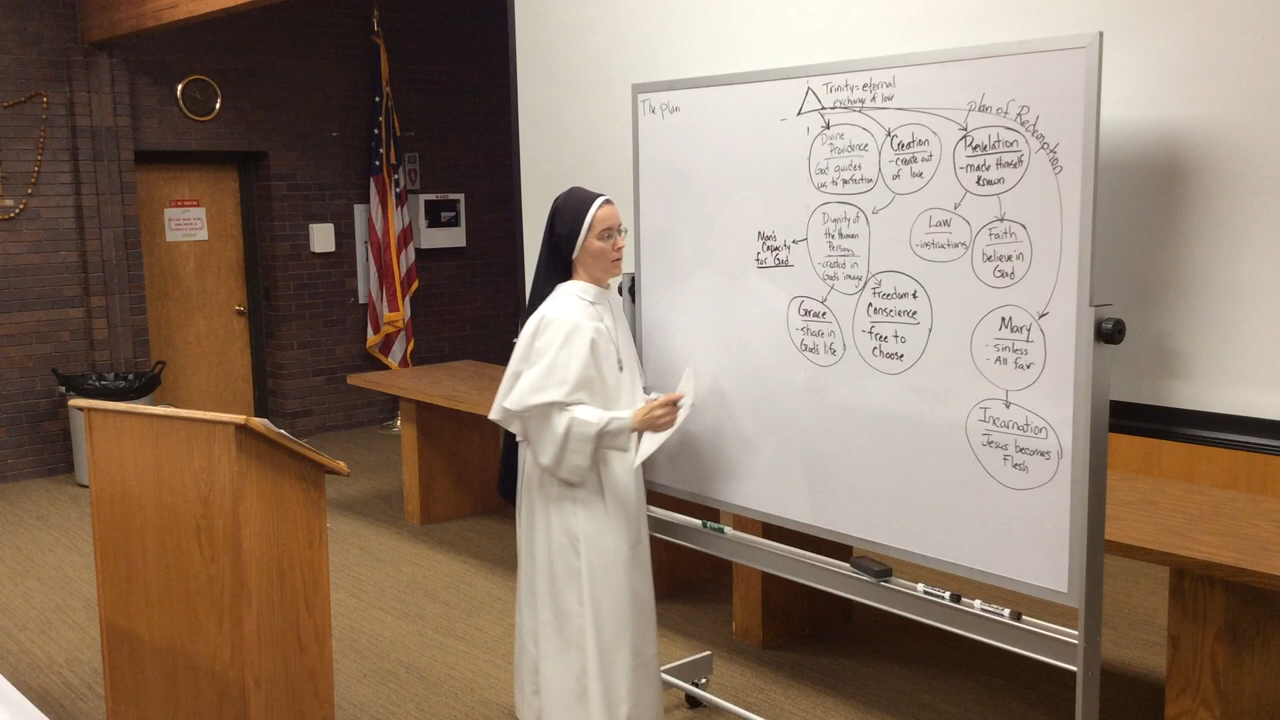 The plan
Trinity=eternal
exchange of love
plan of Redemption
Divine
Providence
God guides
us to perfection
Creation
-create out
of love
Revelation
-made Himself
known
Law
-instructions
Faith
believe in
God
Man's
Capacity
for God
Dignity of
the Human
Person
-created in
God's image
Grace
-share in
God's life
Freedom &
Conscience
-free to
choose
Mary
-sinless
-All fair
Incarnation
Jesus becomes
Flesh